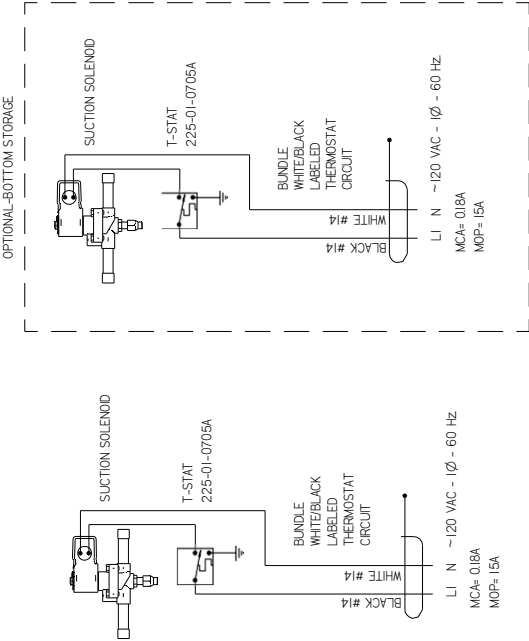 OPTIONAL-BOTTOM STORAGE
SUCTION SOLENOID
T-STAT
225-01-0705A
BUNDLE
WHITE/BLACK
LABELED
THERMOSTAT
CIRCUIT
WHITE #14
BLACK #14
L1 N ~120 VAC - 1Ø - 60 Hz.
MCA= 0.18A
MOP= 15A
SUCTION SOLENOID
T-STAT
225-01-0705A
BUNDLE
WHITE/BLACK
LABELED
THERMOSTAT
CIRCUIT
WHITE #14
BLACK #14
L1 N ~120 VAC - 1Ø - 60 Hz
MCA= 0.18A
MOP= 15A